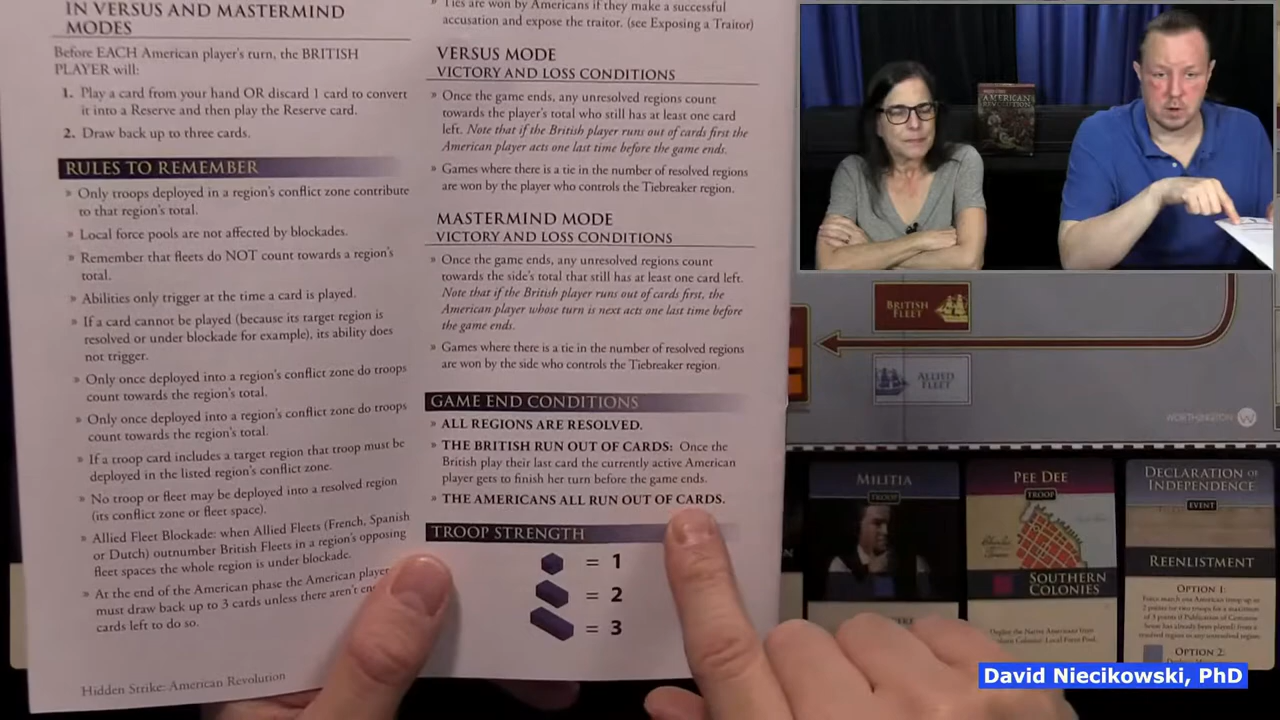 IN VERSUS AND MASTERMIND
MODES
Before EACH American player's turn, the BRITISH
PLAYER will:
1. Play a card from your hand OR discard 1 card to convert
it into a Reserve and then play the Reserve card.
2. Draw back up to three cards.
RULES TO REMEMBER
» Only troops deployed in a region's conflict zone contribute
to that region's total.
» Local force pools are not affected by blockades.
» Remember that fleets do NOT count towards a region's
total.
» Abilities only trigger at the time a card is played.
» If a card cannot be played (because its target region is
resolved or under blockade for example), its ability does
not trigger.
» Only once deployed into a region's conflict zone do troops
count towards the region's total.
» Only once deployed into a region's conflict zone do troops
count towards the region's total.
» If a troop card includes a target region that troop must be
deployed in the listed region's conflict zone.
» No troop or fleet may be deployed into a resolved region
(its conflict zone or fleet space).
» Allied Fleet Blockade: when Allied Fleets (French, Spanish
or Dutch) outnumber British Fleets in a region's opposing
fleet spaces the whole region is under blockade.
» At the end of the American phase the American player
must draw back up to 3 cards unless there aren't
cards left to do so.
Hidden Strike: American Revolution
» Ties are won by Americans if they make a successful
accusation and expose the traitor. (see Exposing a Traitor)
VERSUS MODE
VICTORY AND LOSS CONDITIONS
» Once the game ends, any unresolved regions count
towards the player's total who still has at least one card
left. Note that if the British player runs out of cards first the
American player acts one last time before the game ends.
» Games where there is a tie in the number of resolved regions
are won by the player who controls the Tiebreaker region.
MASTERMIND MODE
VICTORY AND LOSS CONDITIONS
» Once the game ends, any unresolved regions count
towards the side's total that still has at least one card left.
Note that if the British player runs out of cards first, the
American player whose turn is next acts one last time before
the game ends.
» Games where there is a tie in the number of resolved regions
are won by the side who controls the Tiebreaker region.
GAME END CONDITIONS
» ALL REGIONS ARE RESOLVED.
» THE BRITISH RUN OUT OF CARDS: Once the
British play their last card the currently active American
player gets to finish her turn before the game ends.
» THE AMERICANS ALL RUN OUT OF CARDS.
TROOP STRENGTH
= 1
= 2
= 3
AMERICAN
REVOLUTION
BRITISH
FLEET
ALLIED
FLEET
WORTHINGTON
MILITIA
TROOP
PEE DEE
TROOP
SOUTHERN
COLONIES
Deploy the Native Americans from
Local Force Pool.
DECLARATION OF
INDEPENDENCE
EVENT
REENLISTMENT
OPTION 1:
OPTION 2:
David Niecikowski, PhD